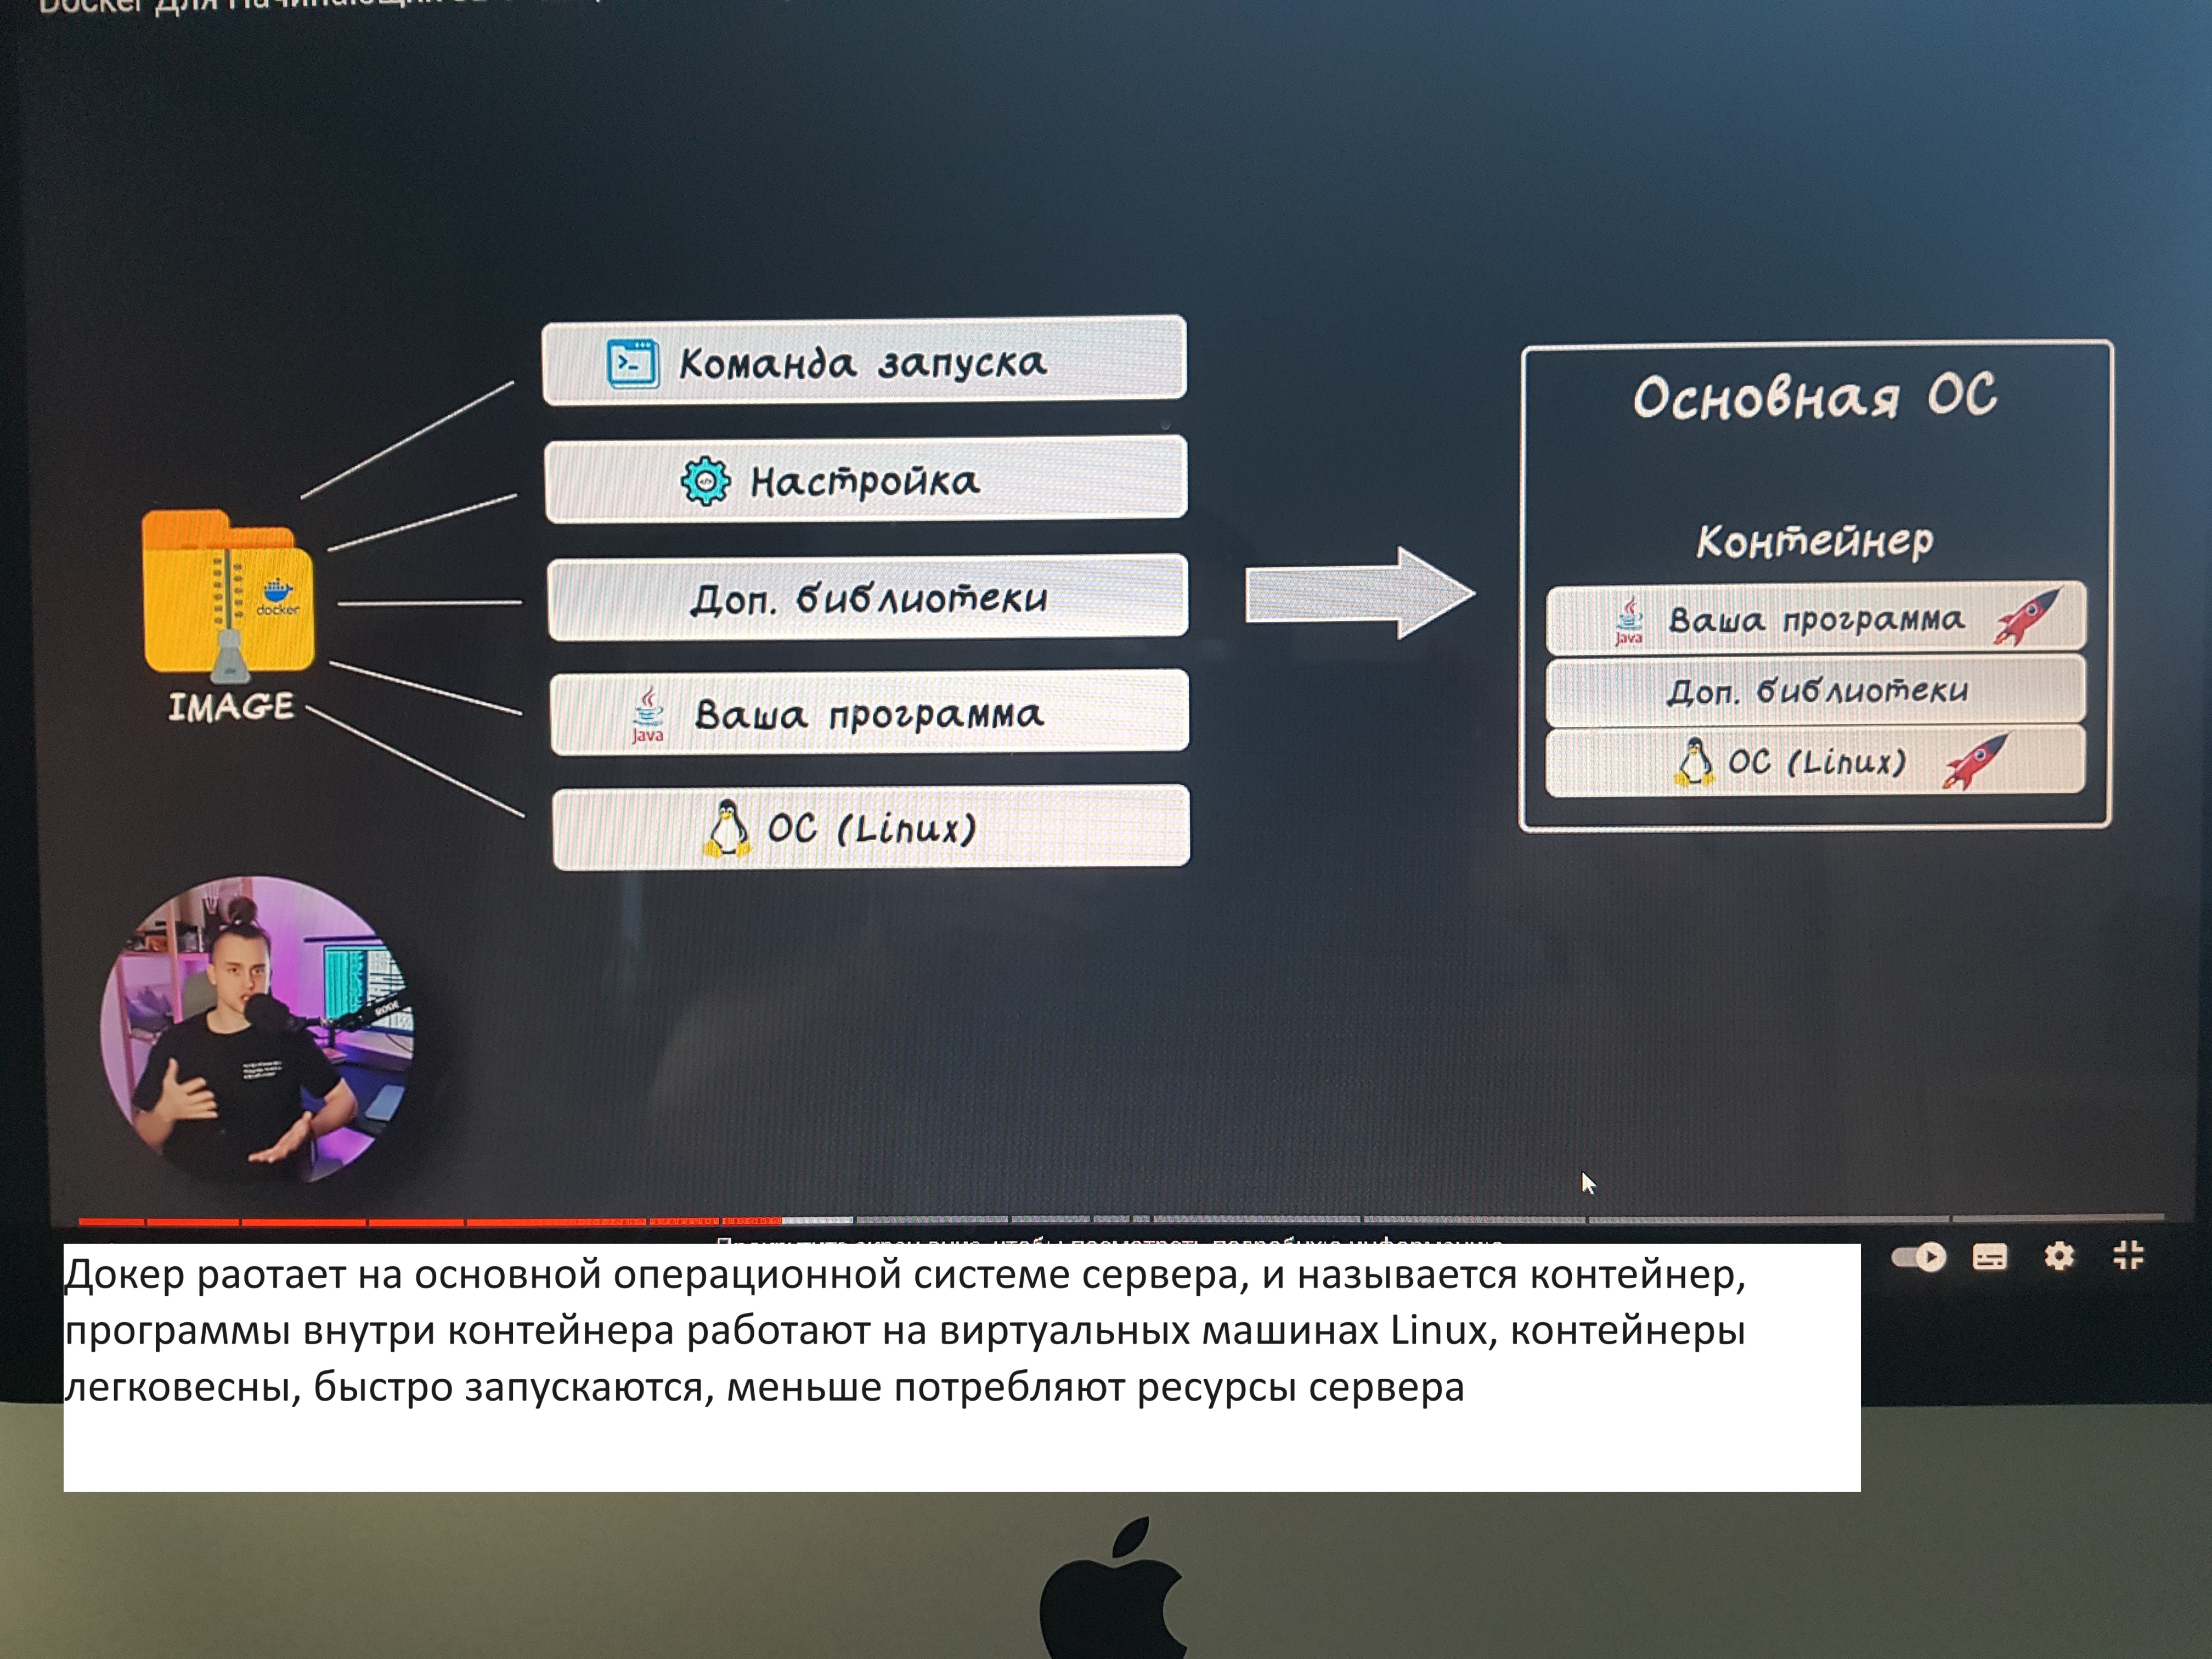 Docker Для Начинающих
Команда запуска
Настройка
Доп. библиотеки
Java
Ваша программа
ОС (Linux)
docker
IMAGE
Основная ОС
Контейнер
Java
Ваша программа
Доп. библиотеки
ОС (Linux)
RODE
Докер раотает на основной операционной системе сервера, и называется контейнер,
программы внутри контейнера работают на виртуальных машинах Linux, контейнеры
легковесны, быстро запускаются, меньше потребляют ресурсы сервера